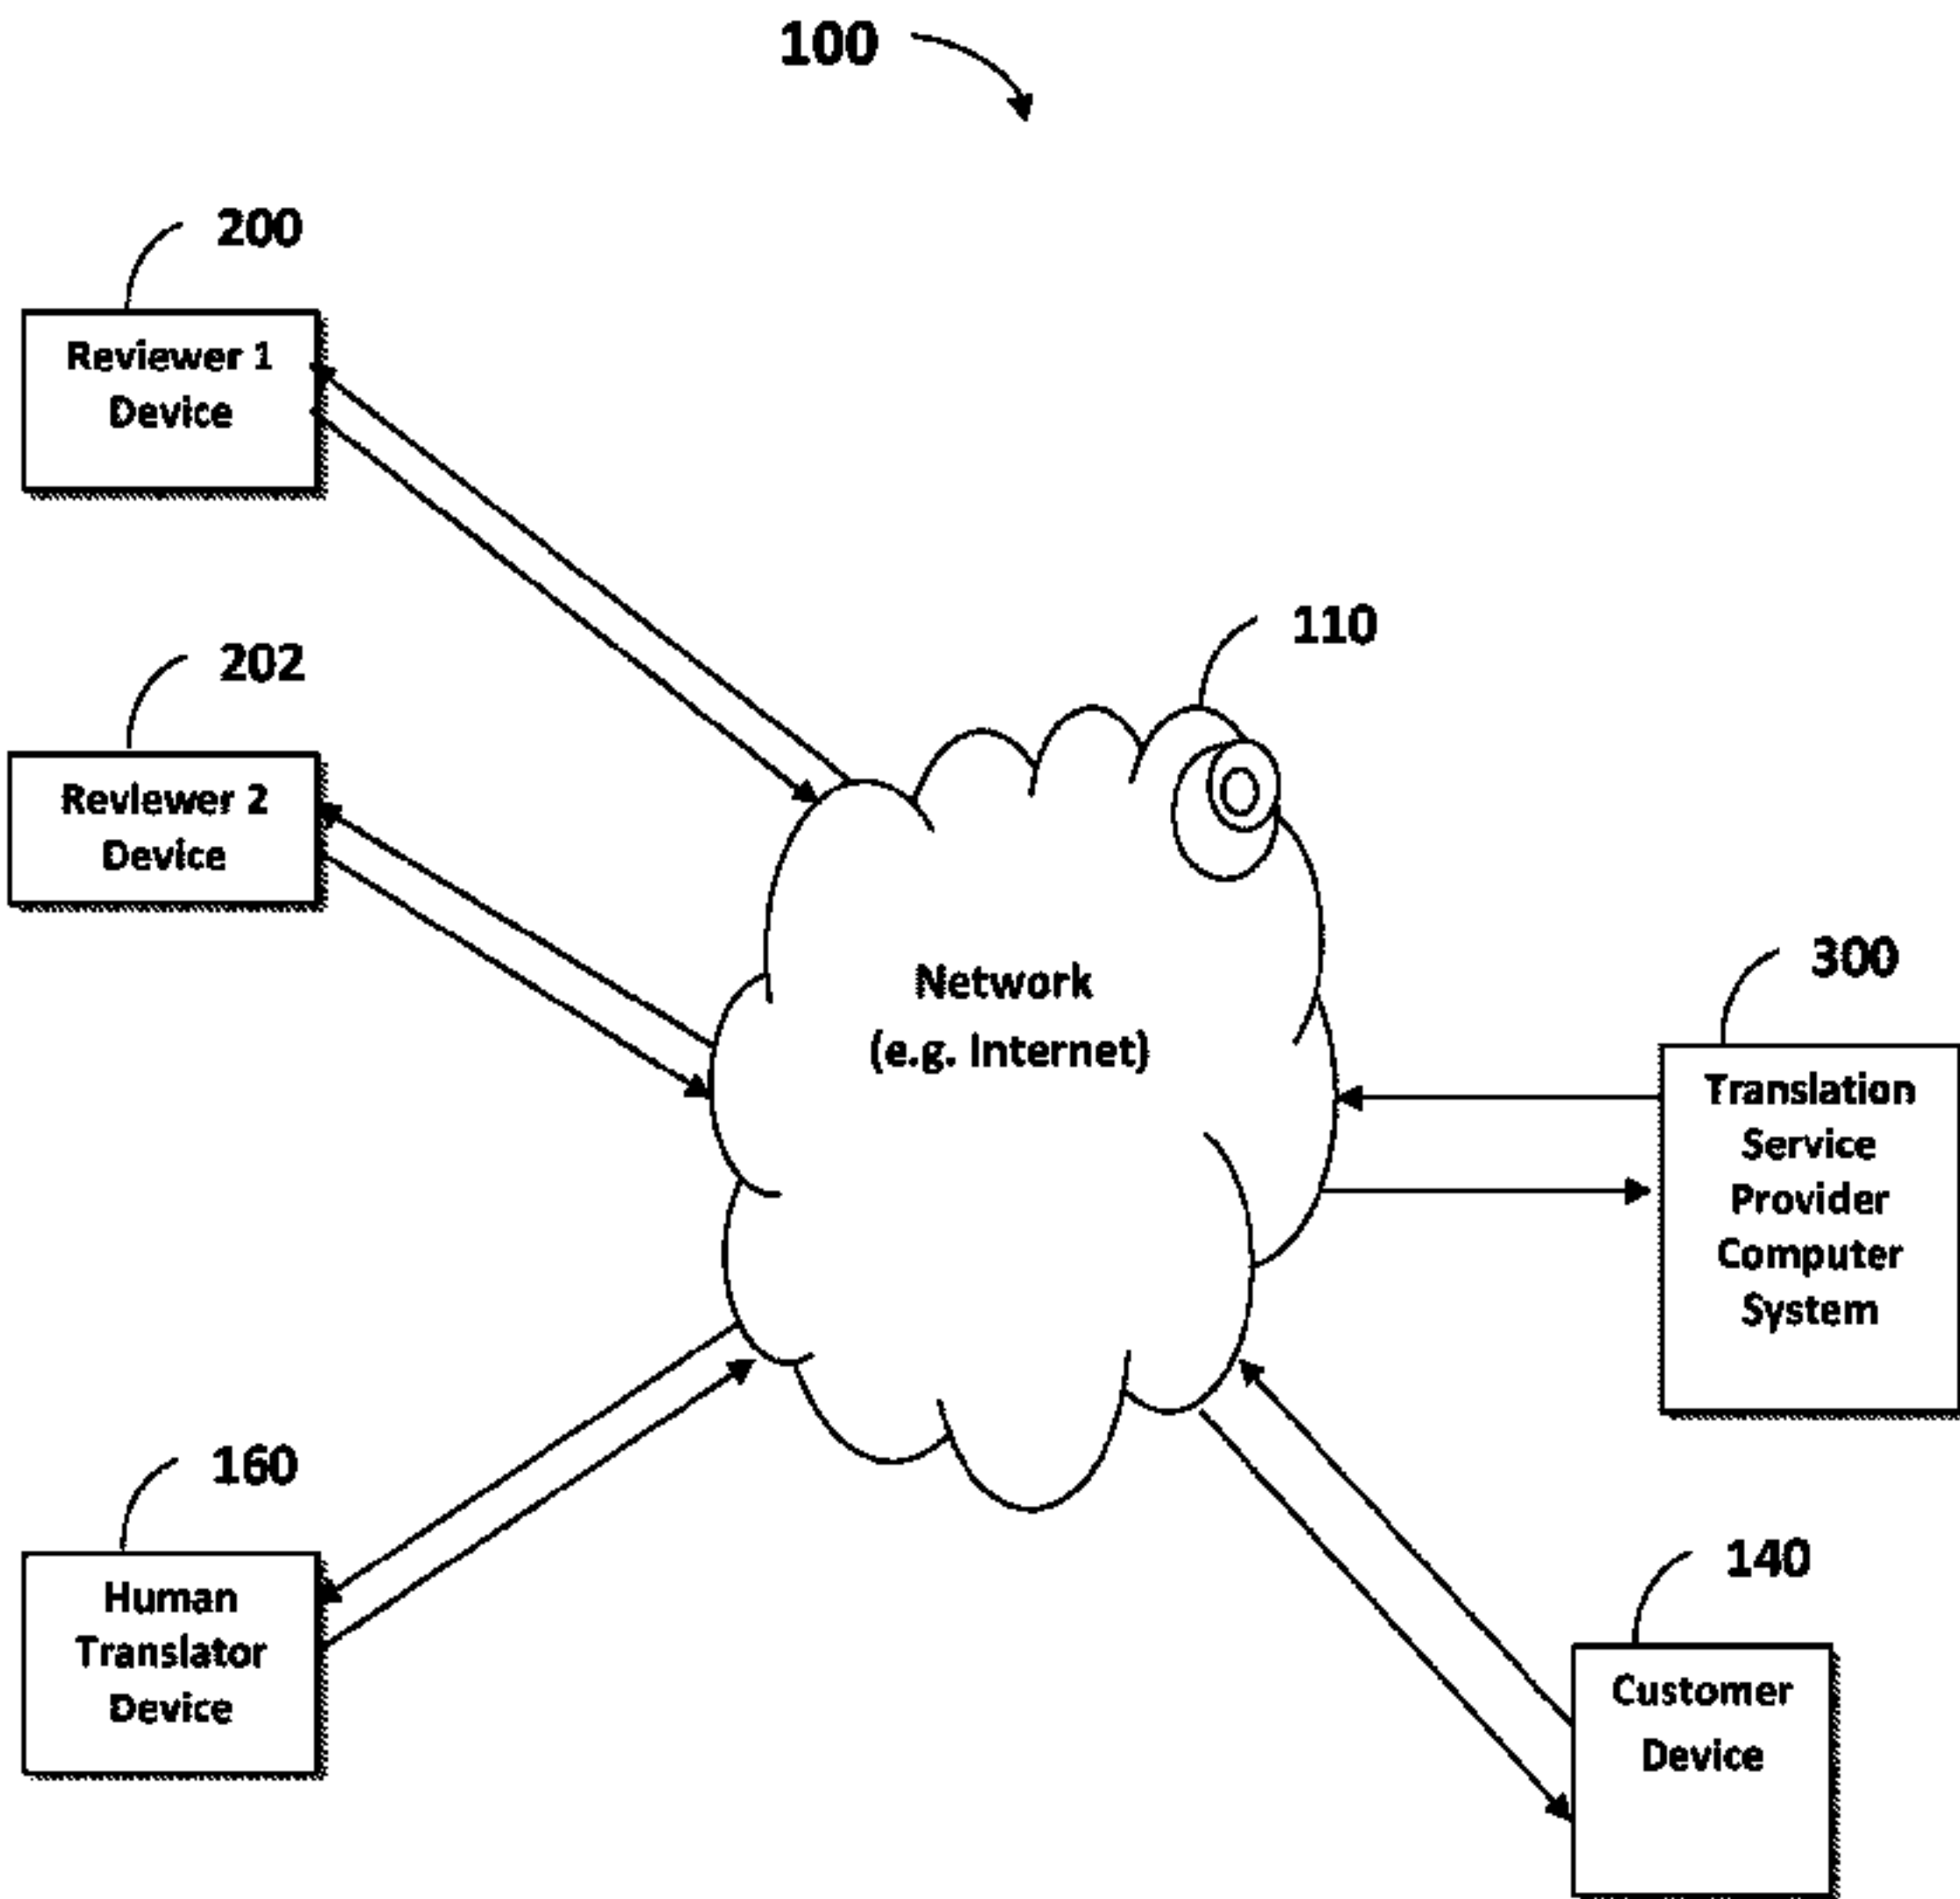 100
200
Reviewer 1
Device
202
Reviewer 2
Device
110
Network
(e.g. Internet)
300
Translation
Service
Provider
Computer
System
160
Human
Translator
Device
140
Customer
Device